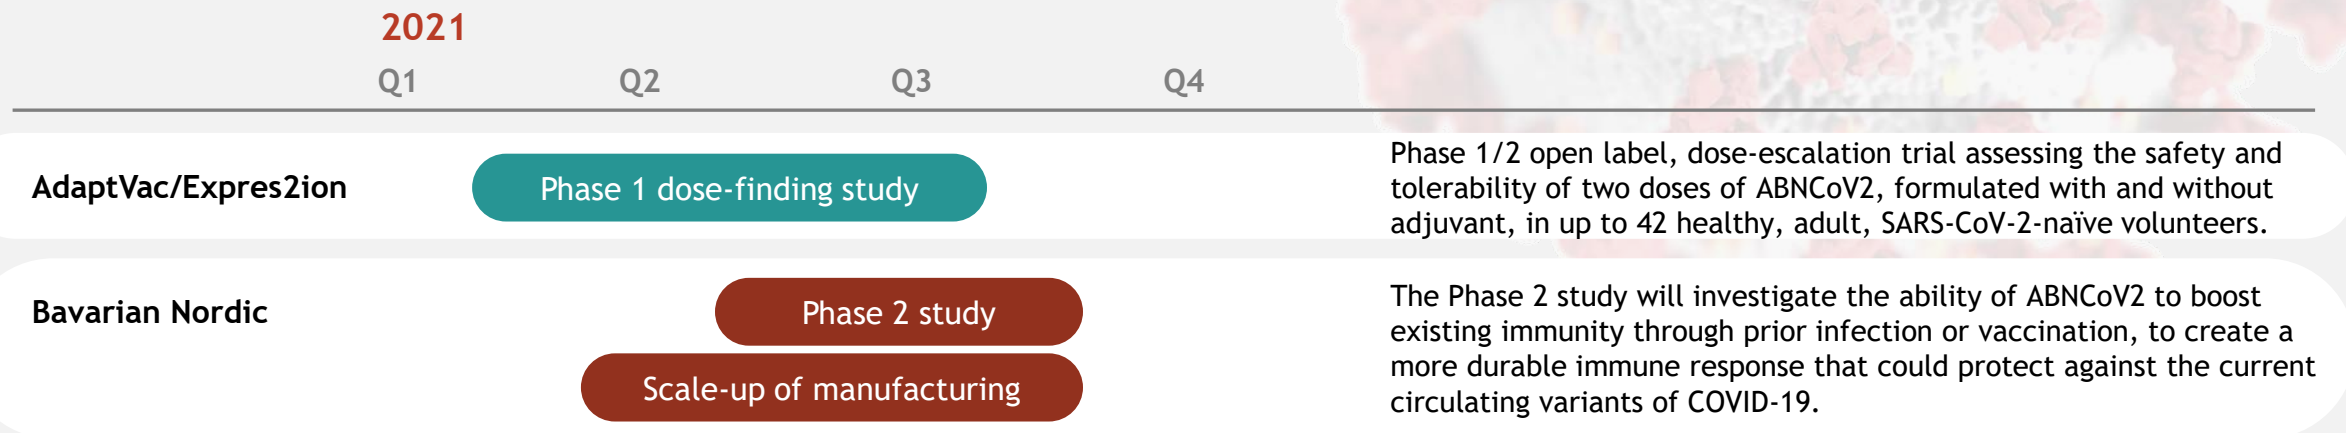 2021
Q1 Q2 Q3 Q4
AdaptVac/Expres2ion
Phase 1 dose-finding study
Phase 1/2 open label, dose-escalation trial assessing the safety and
tolerability of two doses of ABNCoV2, formulated with and without
adjuvant, in up to 42 healthy, adult, SARS-CoV-2-naïve volunteers.
Bavarian Nordic
Phase 2 study
Scale-up of manufacturing
The Phase 2 study will investigate the ability of ABNCoV2 to boost
existing immunity through prior infection or vaccination, to create a
more durable immune response that could protect against the current
circulating variants of COVID-19.